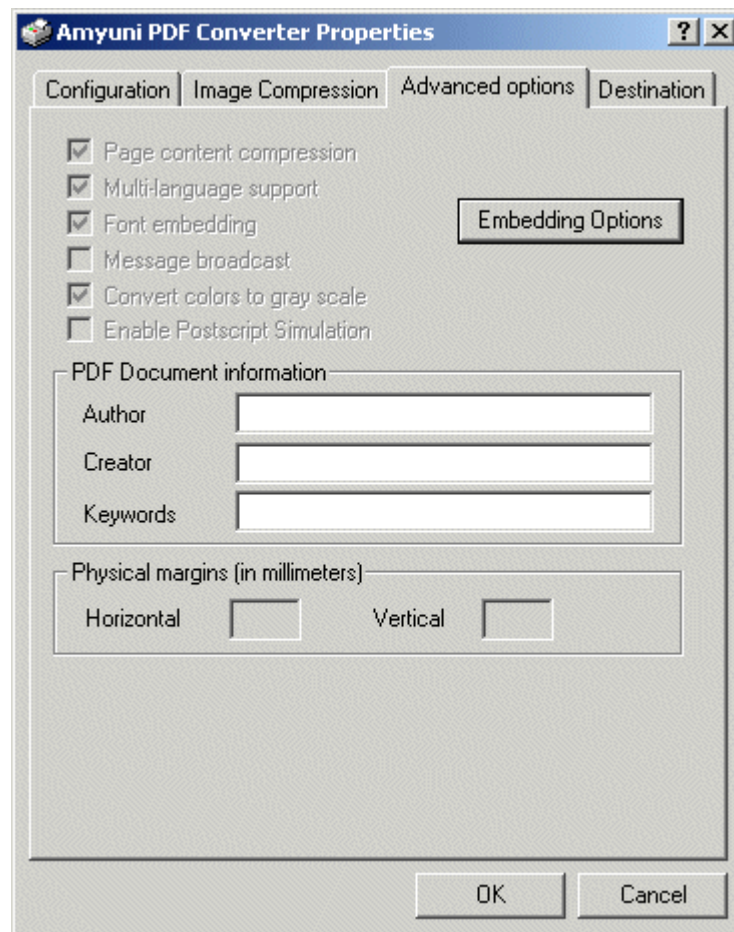 Amyuni PDF Converter Properties
Configuration Image Compression Advanced options Destination
Page content compression
Multi-language support
Font embedding Embedding Options
Message broadcast
Convert colors to gray scale
Enable Postscript Simulation
PDF Document information
Author
Creator
Keywords
Physical margins (in millimeters)
Horizontal Vertical
OK Cancel